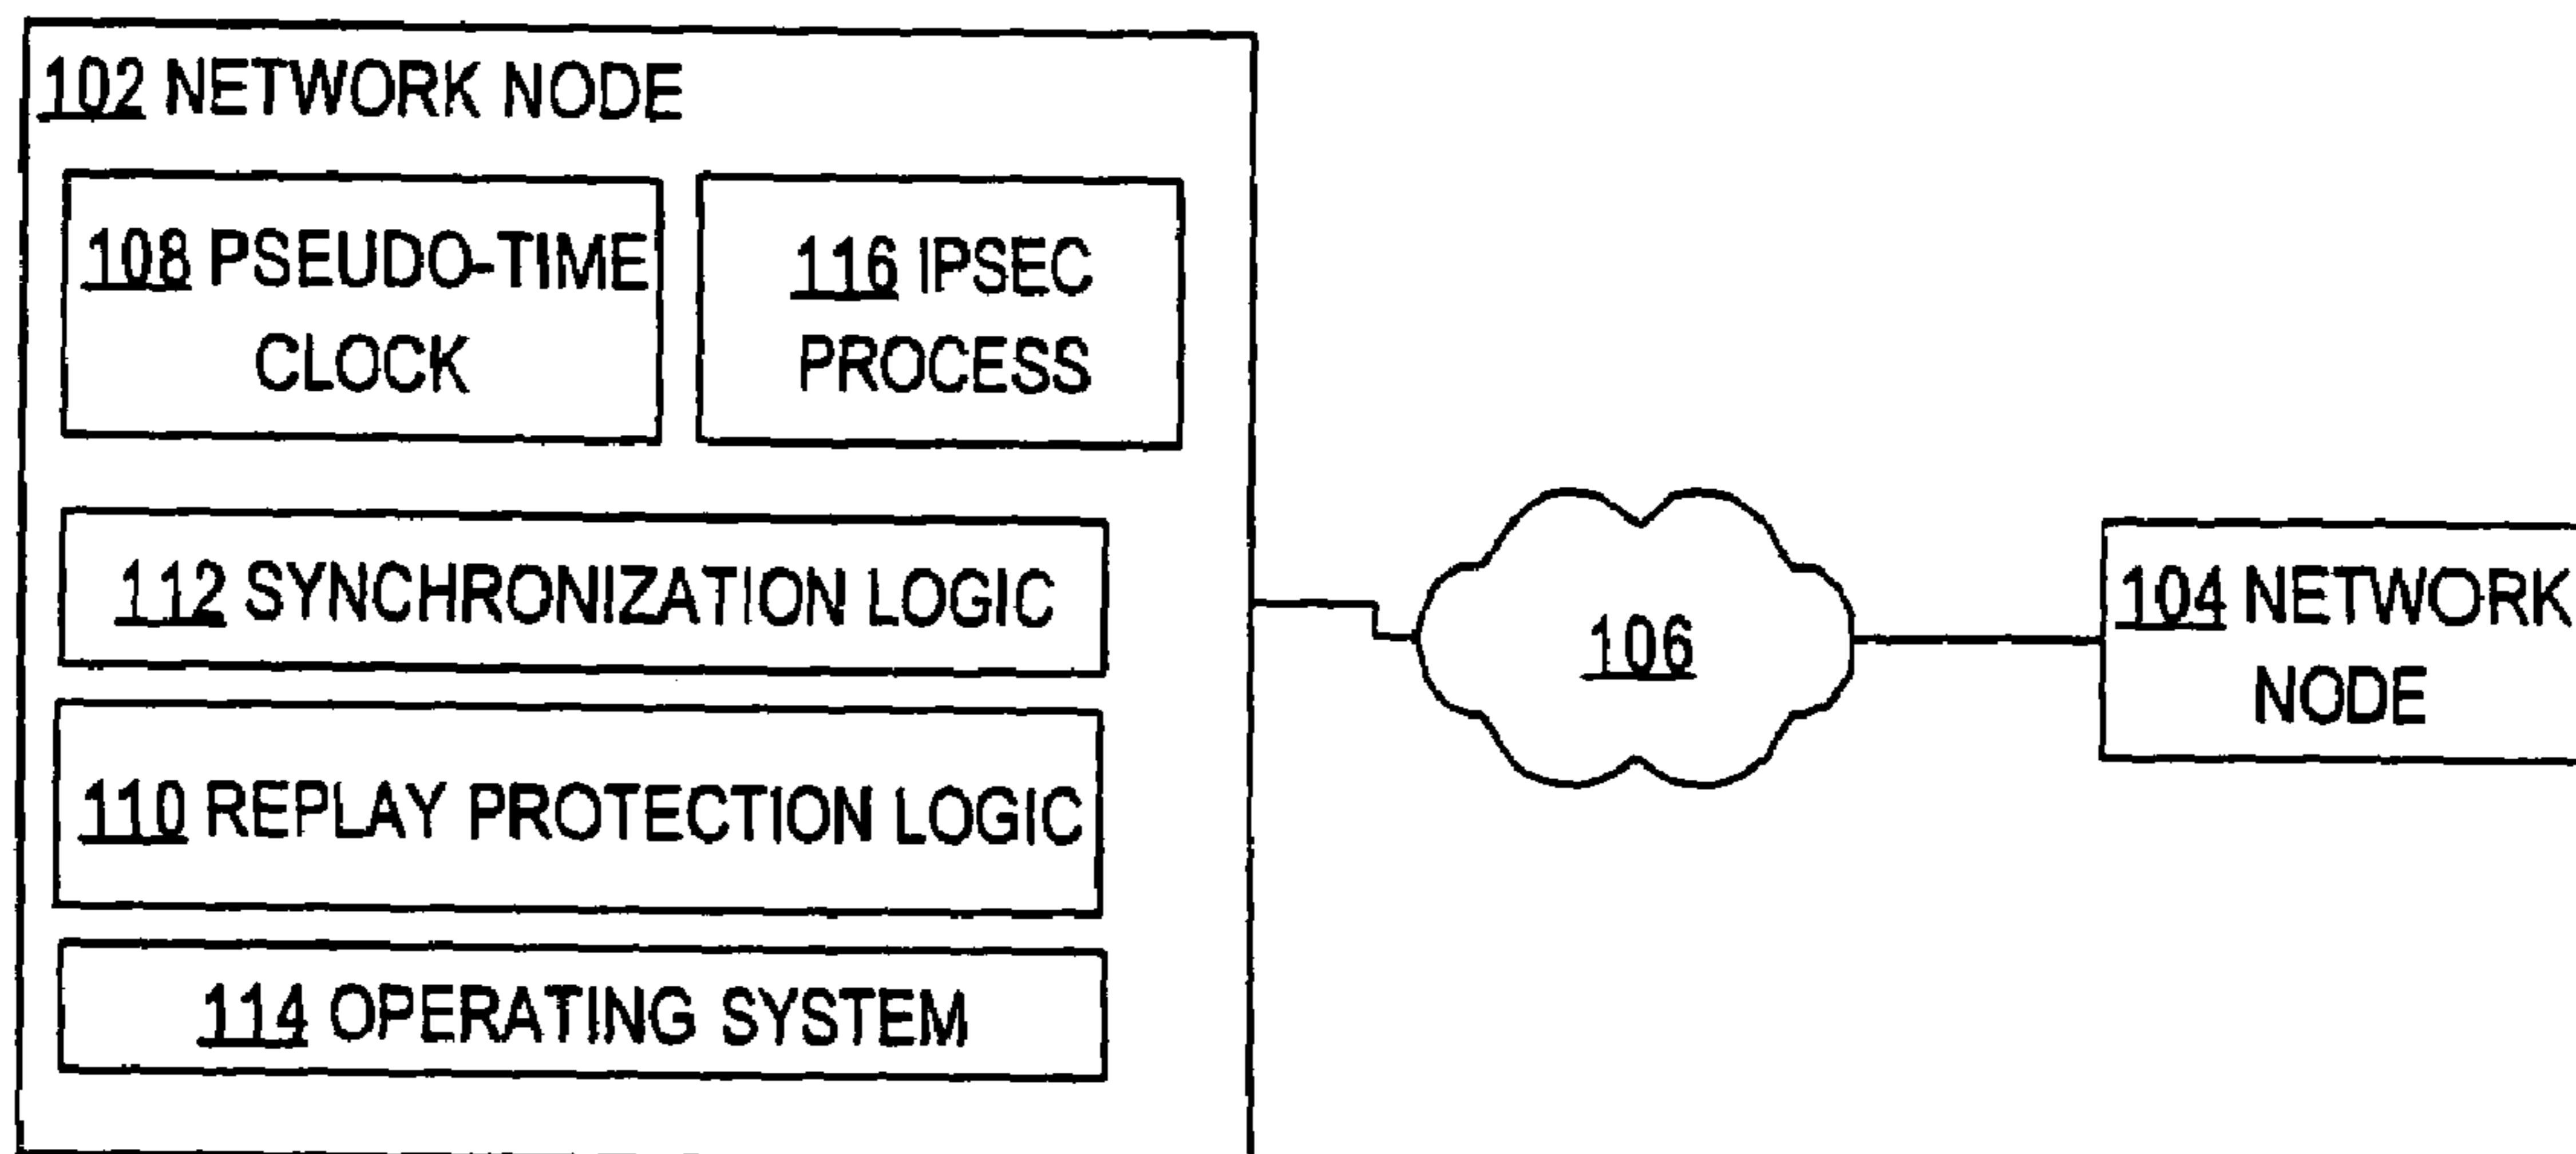 102 NETWORK NODE
108 PSEUDO-TIME
CLOCK
116 IPSEC
PROCESS
112 SYNCHRONIZATION LOGIC
110 REPLAY PROTECTION LOGIC
114 OPERATING SYSTEM
106
104 NETWORK
NODE